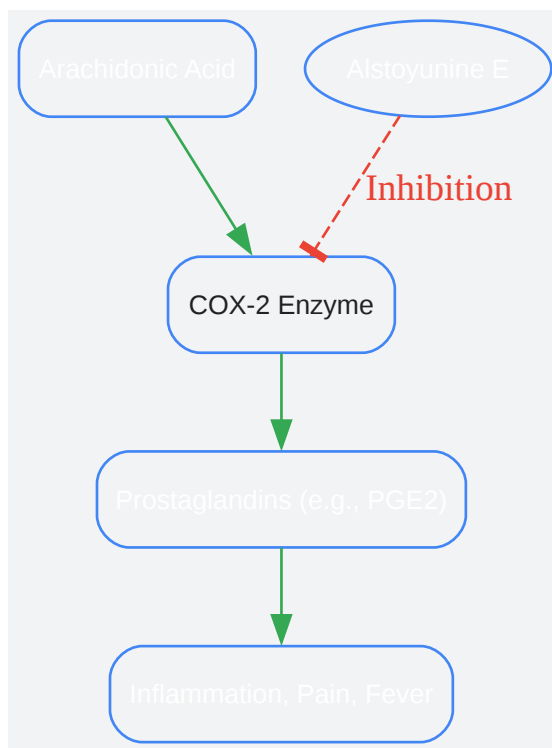 Arachidonic Acid
Alstoyunine E
Inhibition
COX-2 Enzyme
Prostaglandins (e.g., PGE2)
Inflammation, Pain, Fever